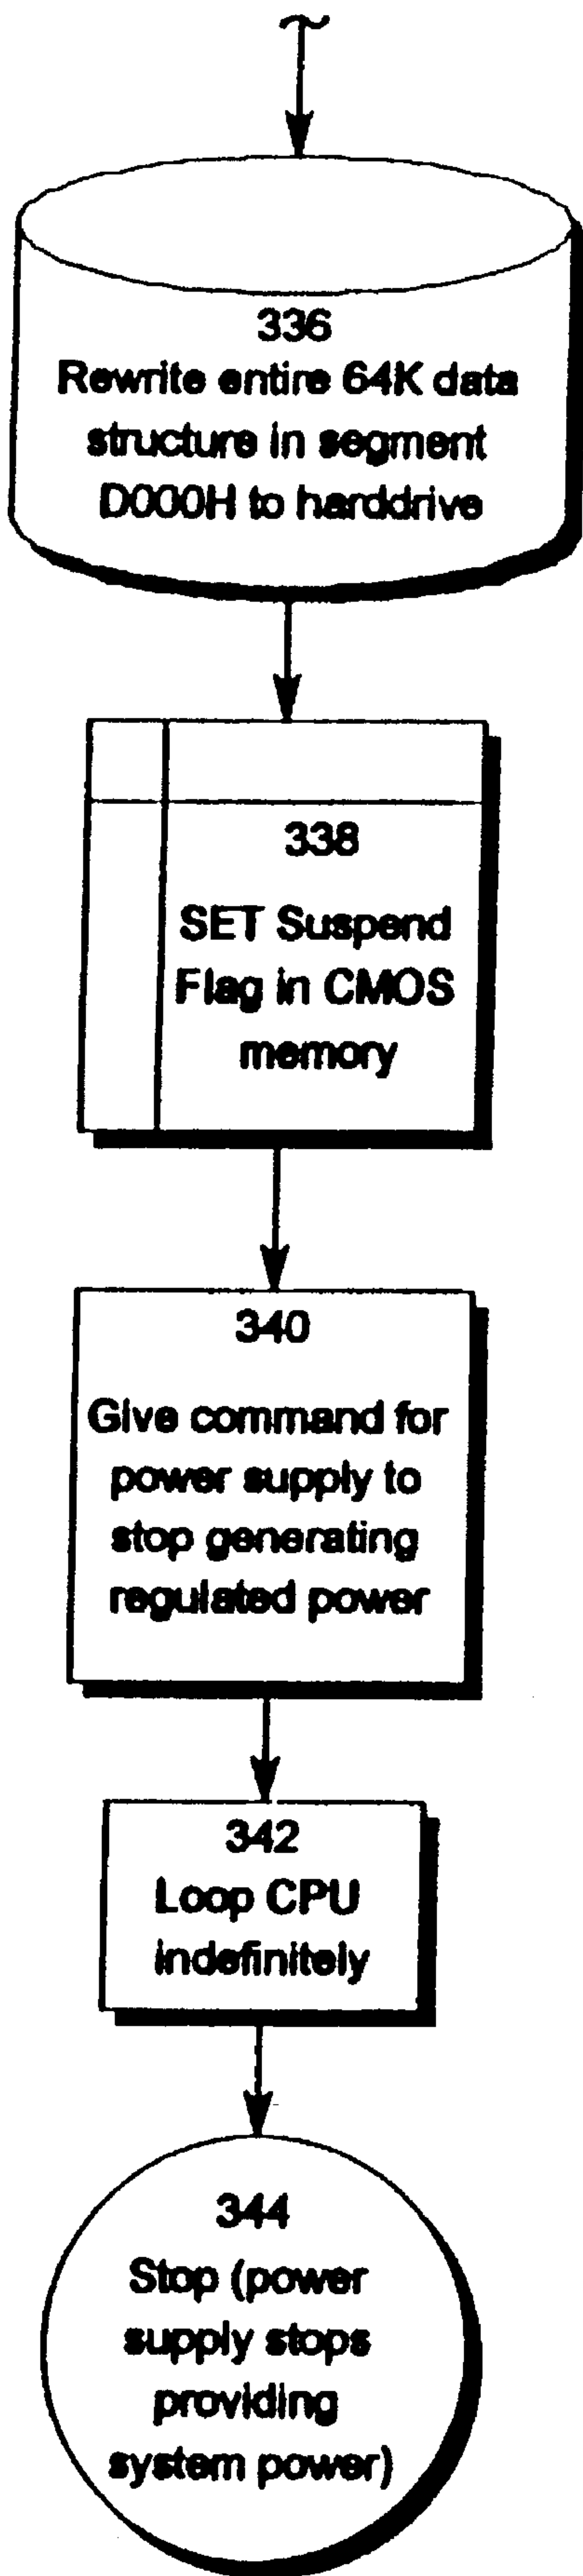 336
Rewrite entire 64K data
structure in segment
D000H to harddrive
338
SET Suspend
Flag in CMOS
memory
340
Give command for
power supply to
stop generating
regulated power
342
Loop CPU
indefinitely
344
Stop (power
supply stops
providing
system power)